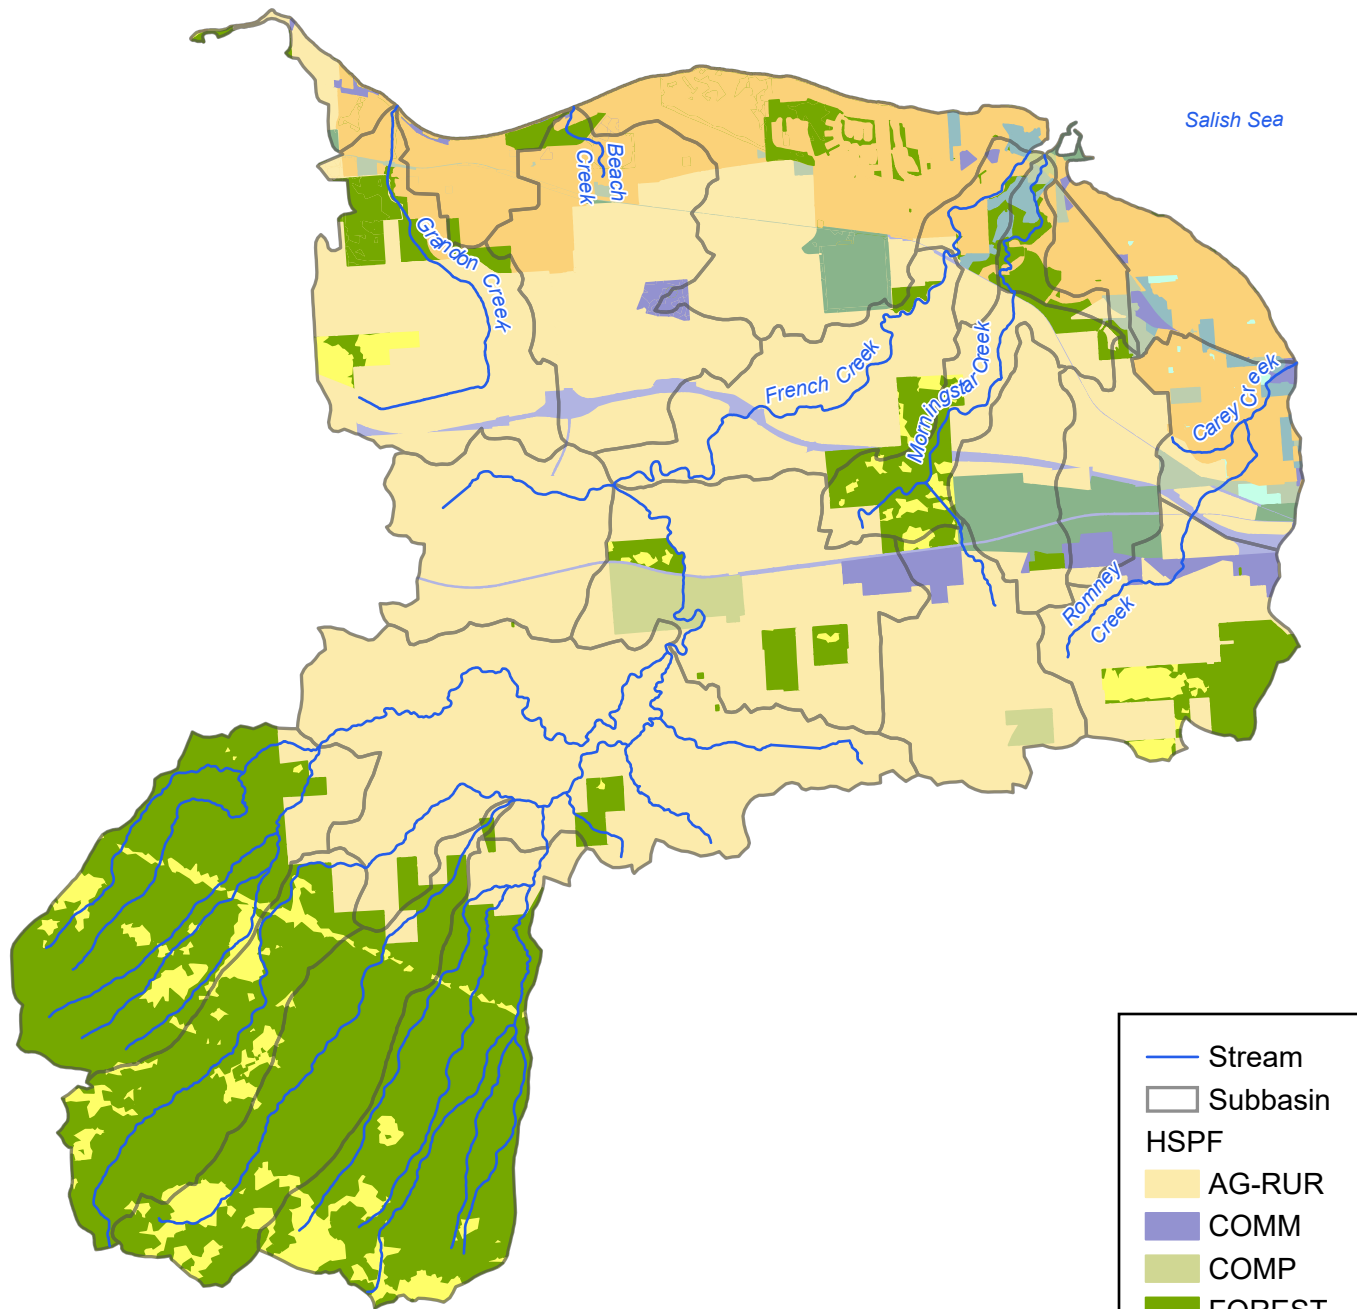 Salish Sea
Beach
Creek
Grandon Creek
French Creek
Morningstar Creek
Carey Creek
Romney
Creek
Stream
Subbasin
HSPF
AG-RUR
COMM
COMP
FOREST